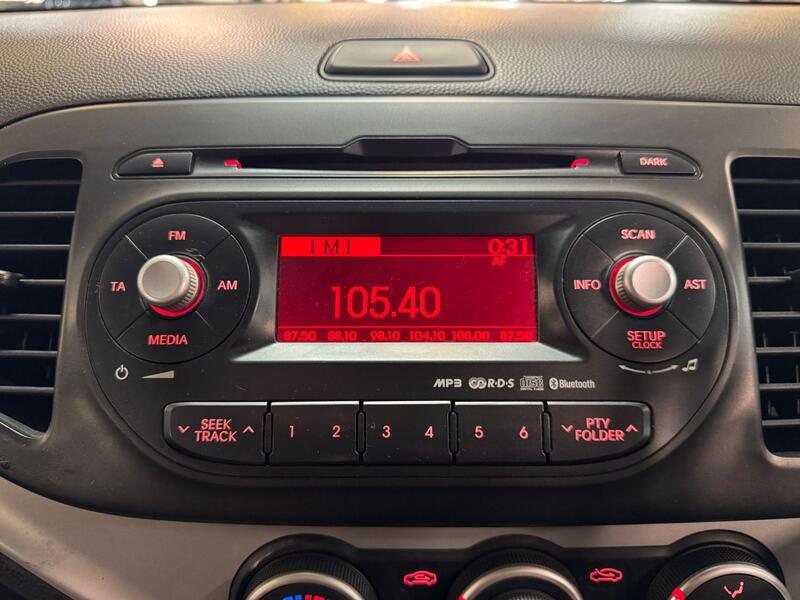 DARK
FM
TA
AM
MEDIA
0:31
AF
105.40
87.50 88.10 98.10 104.10 108.00 87.50
SCAN
INFO
AST
SETUP
CLOCK
MP3 R·D·S disc Bluetooth
SEEK
TRACK
1 2 3 4 5 6
PTY
FOLDER